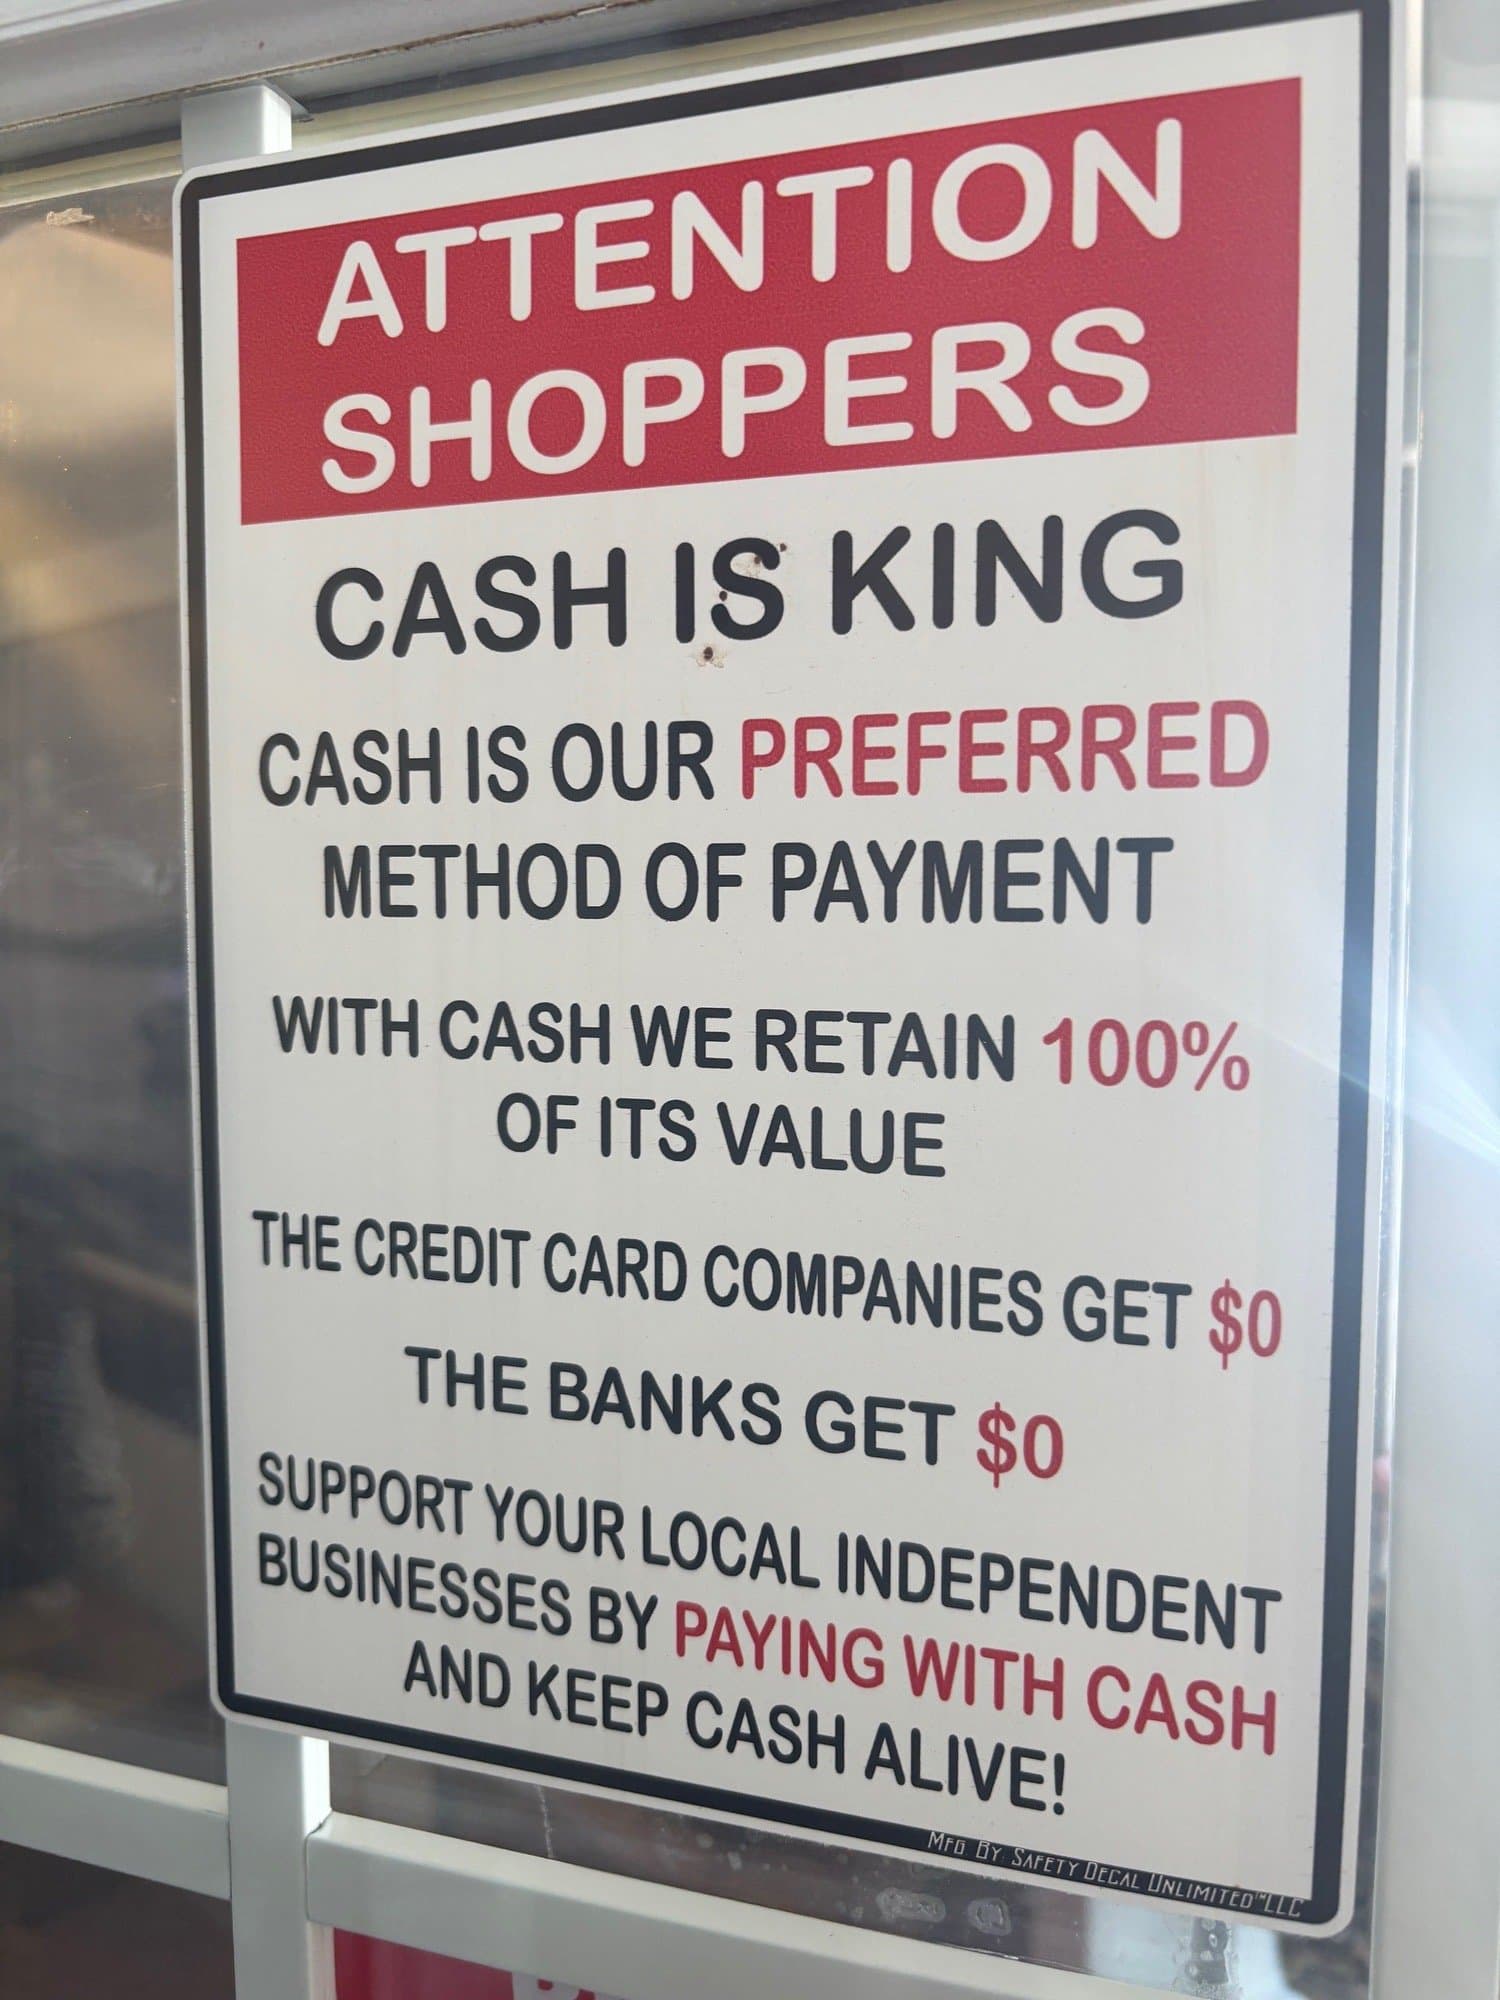 ATTENTION
SHOPPERS
CASH IS KING
CASH IS OUR PREFERRED
METHOD OF PAYMENT
WITH CASH WE RETAIN 100%
OF ITS VALUE
THE CREDIT CARD COMPANIES GET $0
THE BANKS GET $0
SUPPORT YOUR LOCAL INDEPENDENT
BUSINESSES BY PAYING WITH CASH
AND KEEP CASH ALIVE!
MFG BY SAFETY DECAL UNLIMITED™LLC